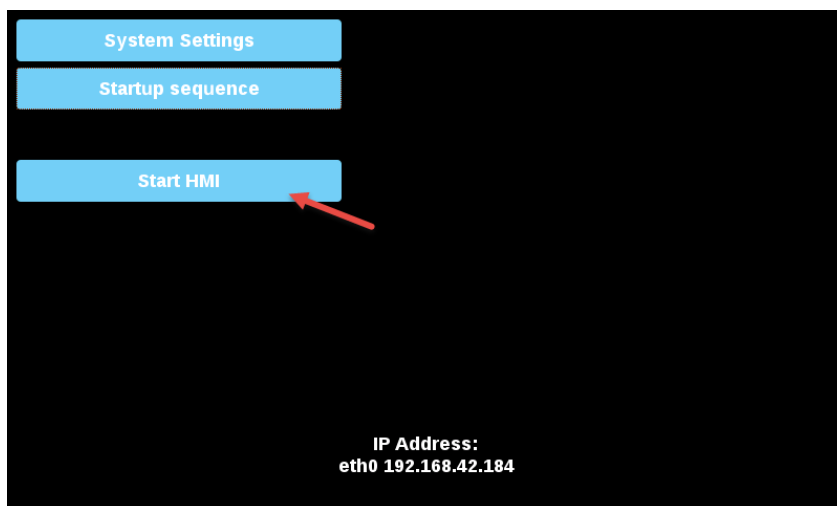 System Settings
Startup sequence
Start HMI
IP Address:
eth0 192.168.42.184